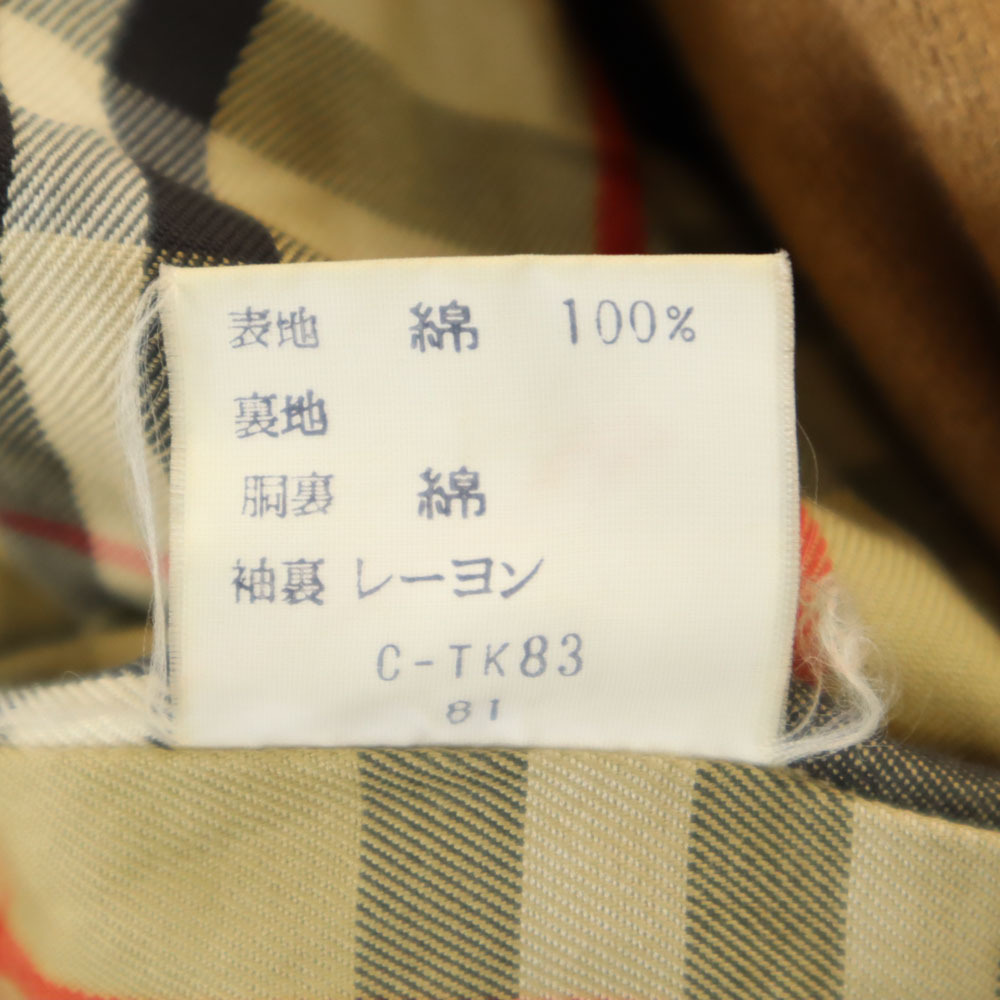 表地 綿 100%
裏地
胴裏 綿
袖裏 レーヨン
C-TK83
81